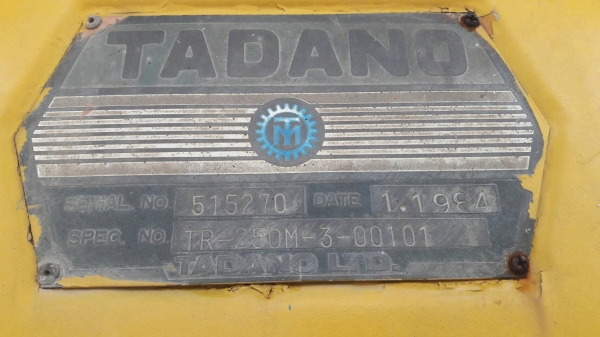 TADANO
SERIAL NO. 515270 DATE 1.1994
SPEC. NO. TR-250M-3-00101
TADANO LTD.